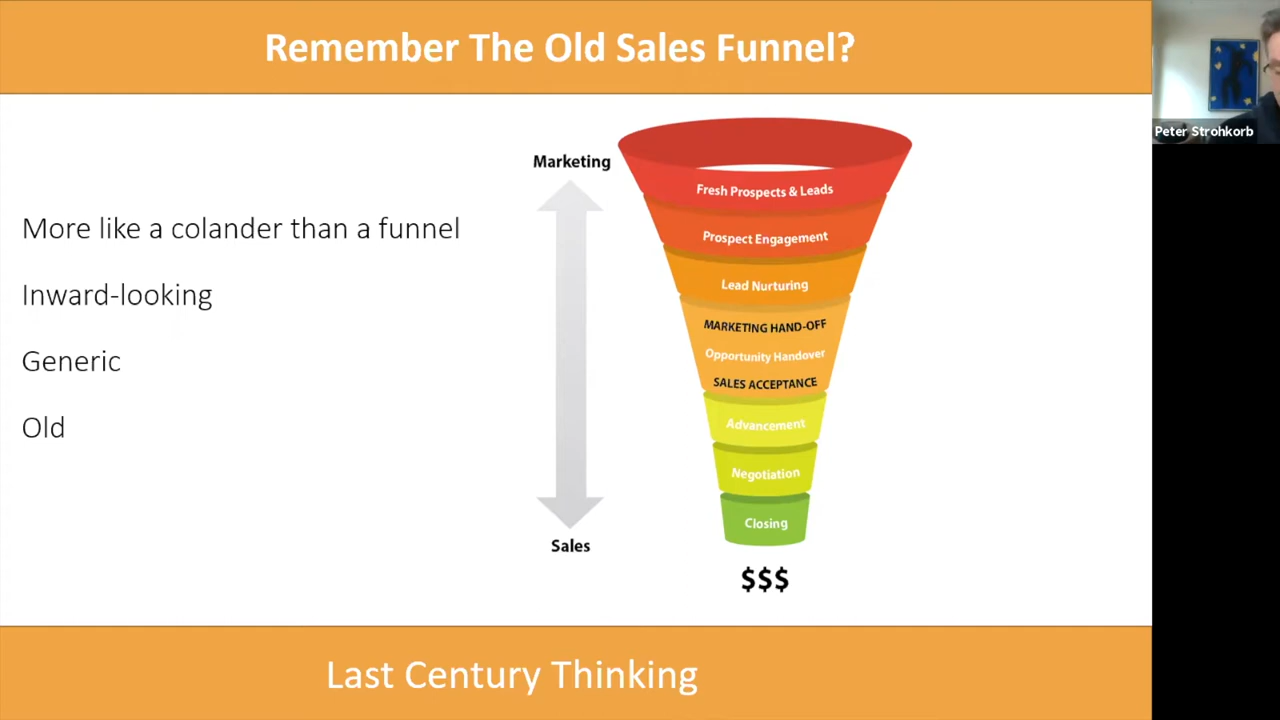 Remember The Old Sales Funnel?
Peter Strohkorb
More like a colander than a funnel
Inward-looking
Generic
Old
Marketing
Sales
Fresh Prospects & Leads
Prospect Engagement
Lead Nurturing
MARKETING HAND-OFF
Opportunity Handover
SALES ACCEPTANCE
Advancement
Negotiation
Closing
$$$
Last Century Thinking